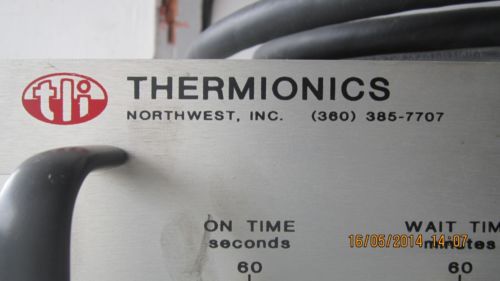 tli THERMIONICS
NORTHWEST, INC. (360) 385-7707
ON TIME WAIT TIM
seconds minutes
16/05/2014 14:07
60 60